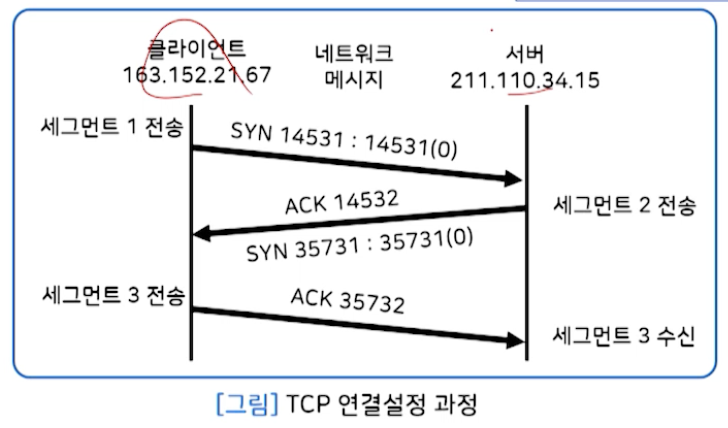 클라이언트
163.152.21.67
네트워크
메시지
서버
211.110.34.15
세그먼트 1 전송
SYN 14531 : 14531(0)
ACK 14532
세그먼트 2 전송
SYN 35731 : 35731(0)
세그먼트 3 전송
ACK 35732
세그먼트 3 수신
[그림] TCP 연결설정 과정